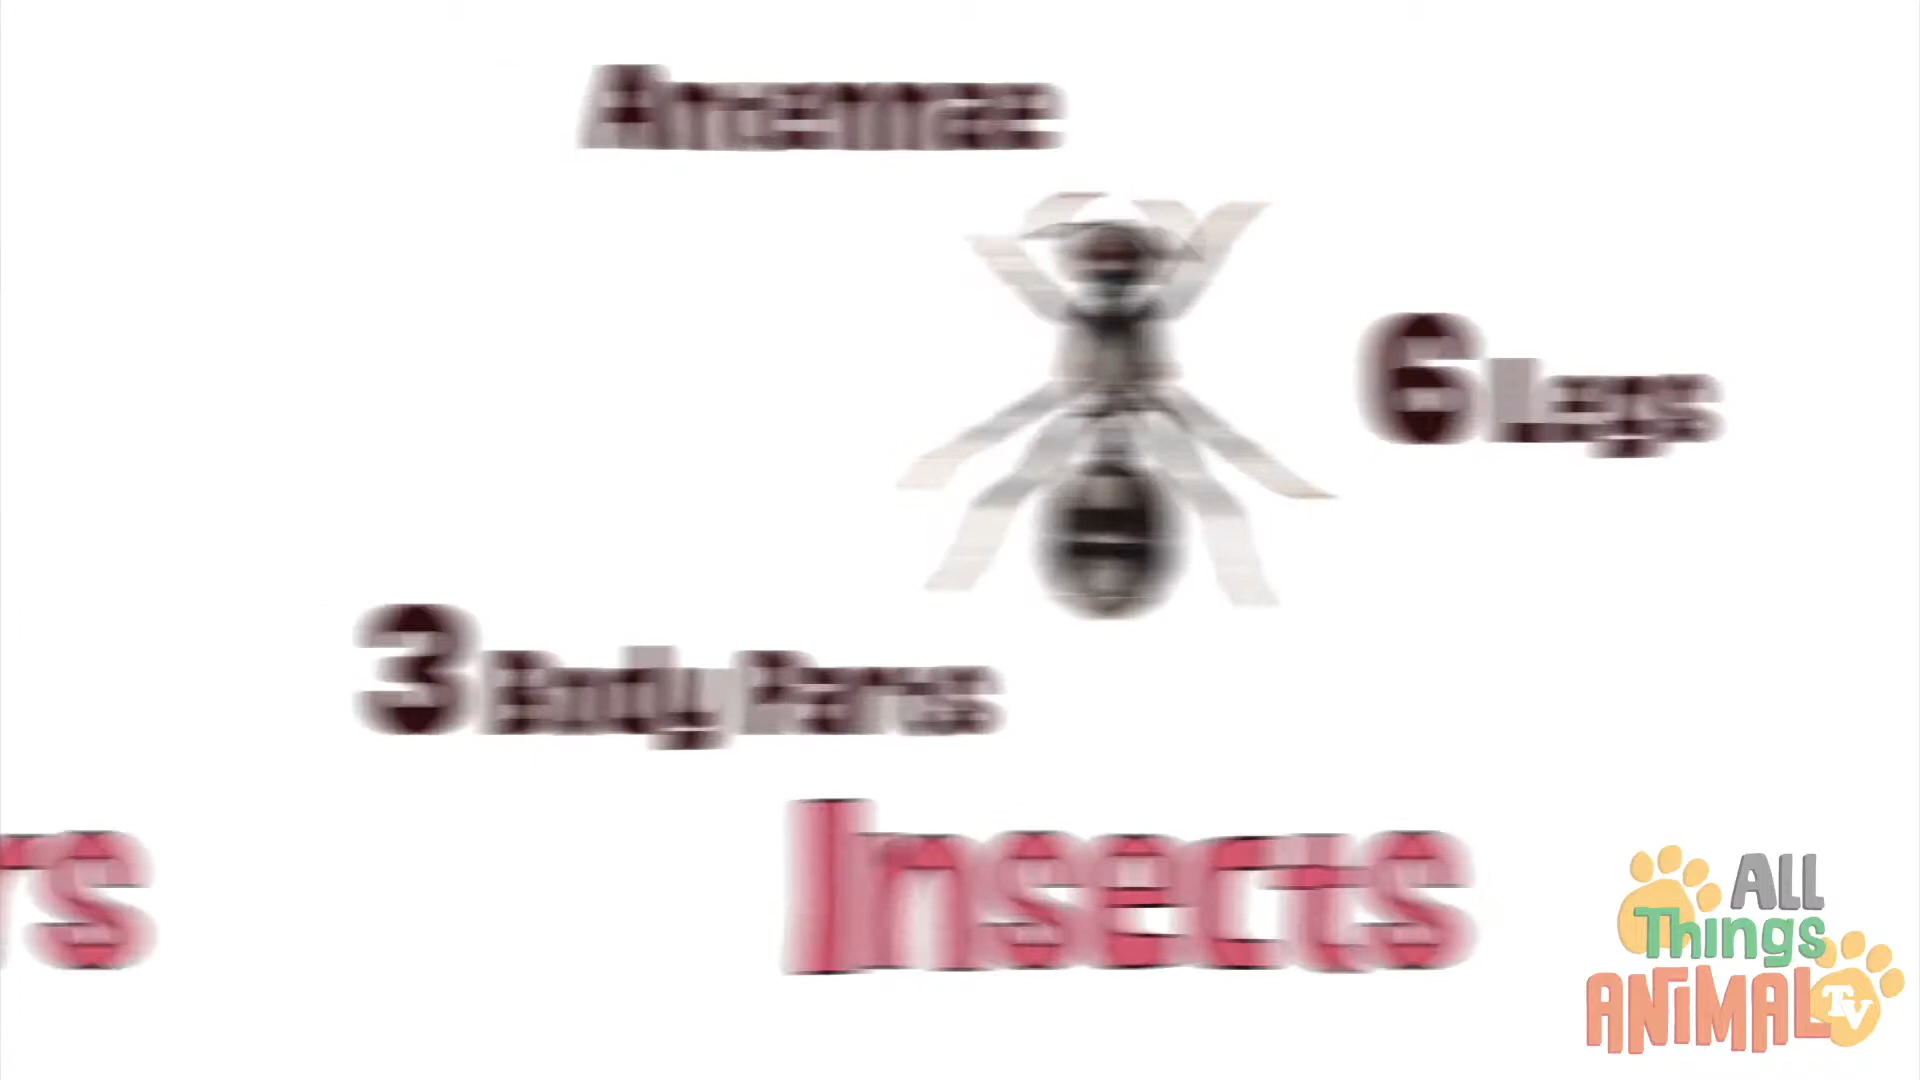 Antennae
6 Legs
3 Body Parts
rs
Insects
ALL
Things
ANiMAL
TV